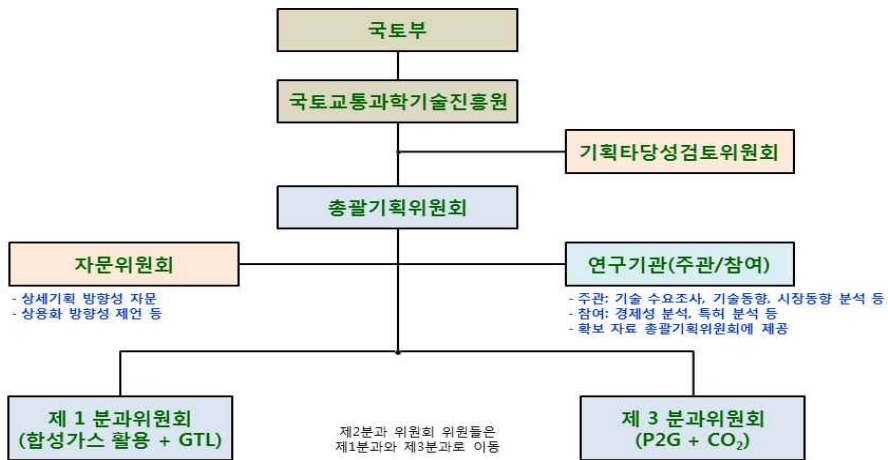 국토부
국토교통과학기술진흥원
기획타당성검토위원회
총괄기획위원회
자문위원회
- 상세기획 방향성 자문
- 상용화 방향성 제언 등
연구기관(주관/참여)
- 주관: 기술 수요조사, 기술동향, 시장동향 분석 등
- 참여: 경제성 분석, 특허 분석 등
- 확보 자료 총괄기획위원회에 제공
제 1 분과위원회
(합성가스 활용 + GTL)
제2분과 위원회 위원들은
제1분과와 제3분과로 이동
제 3 분과위원회
(P2G + CO₂)